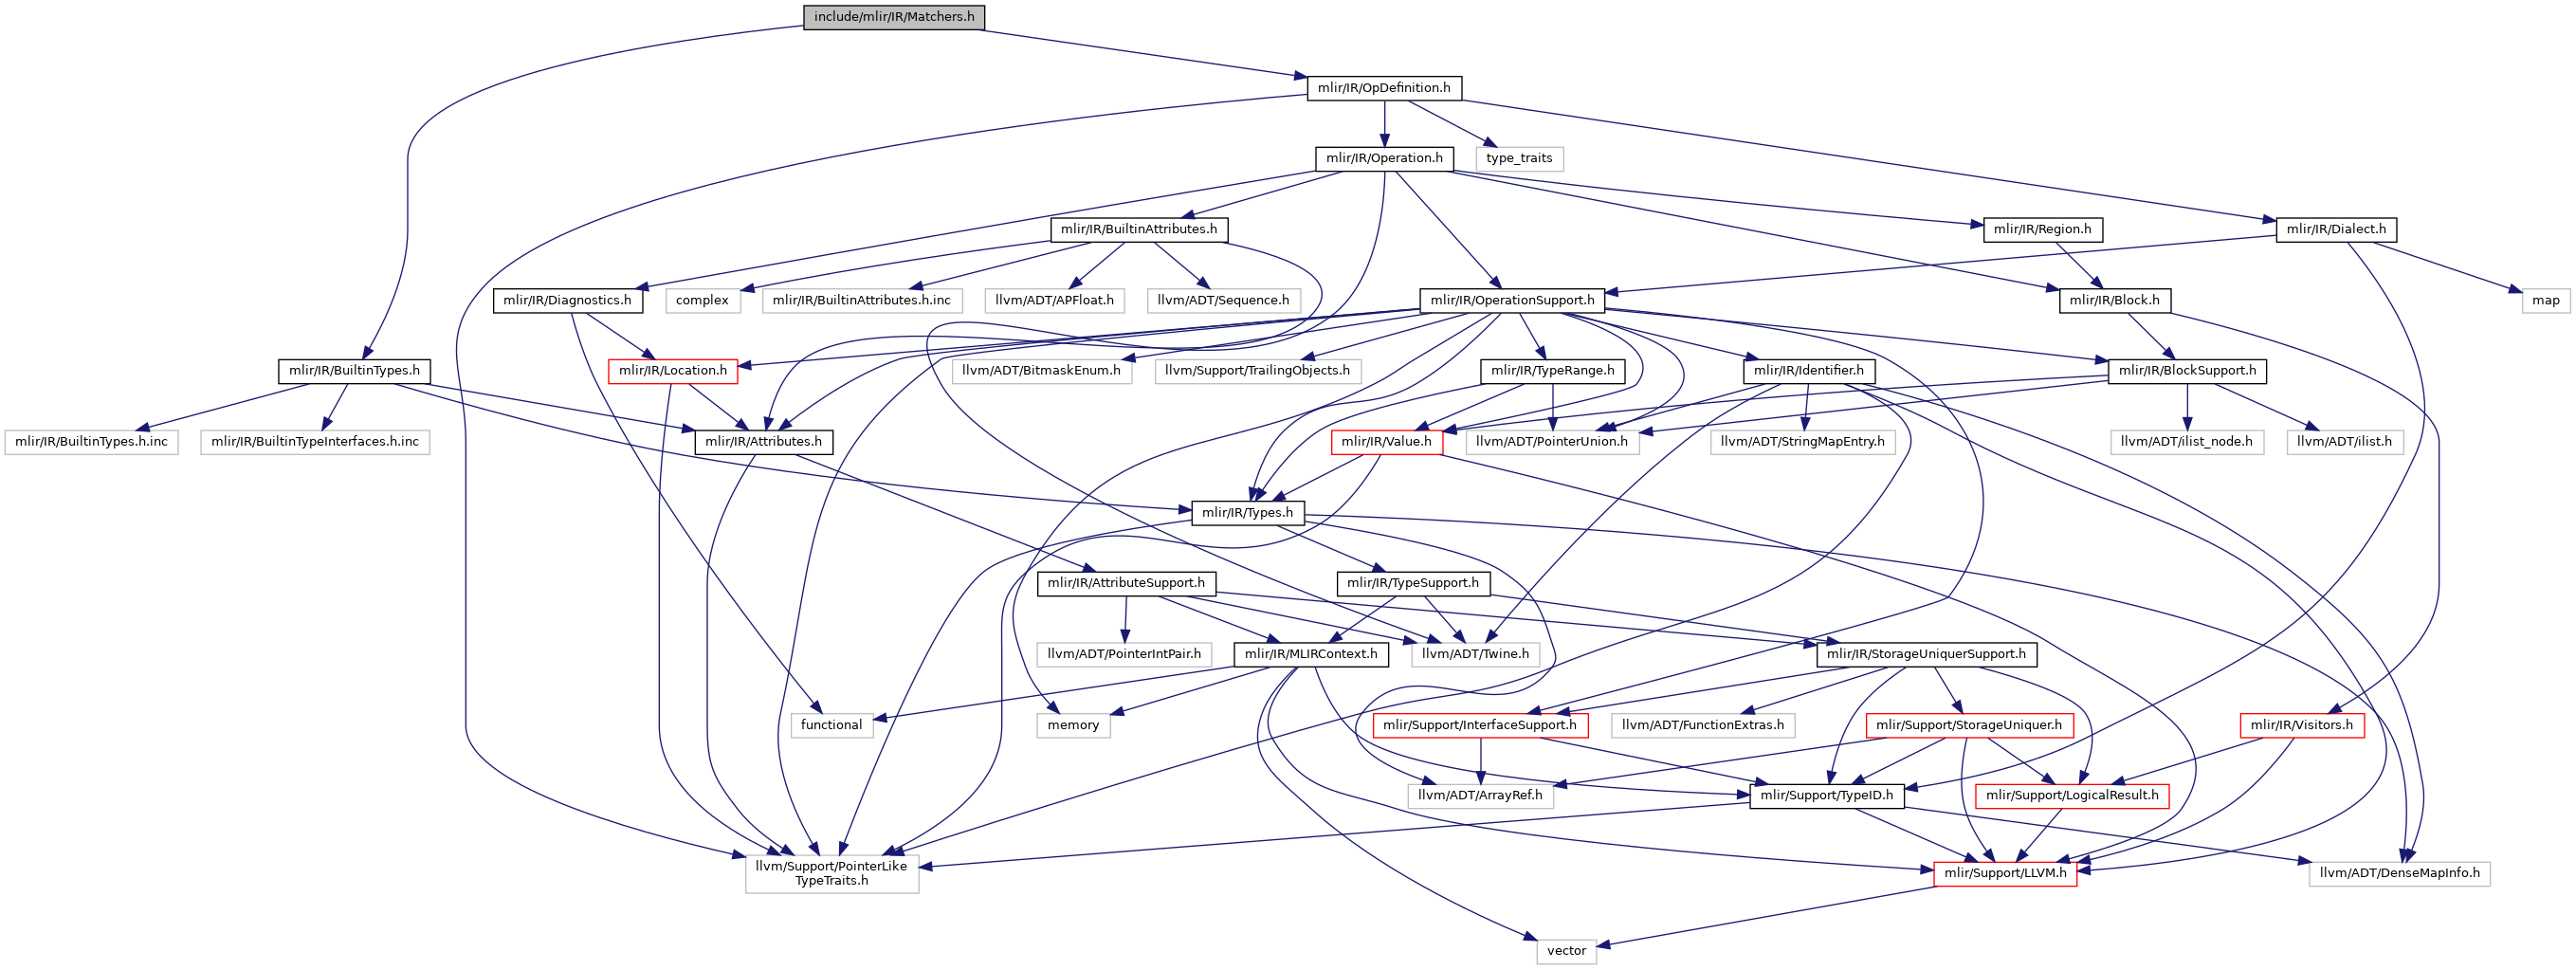 include/mlir/IR/Matchers.h
mlir/IR/OpDefinition.h
mlir/IR/Operation.h
type_traits
mlir/IR/BuiltinAttributes.h
mlir/IR/Region.h
mlir/IR/Dialect.h
mlir/IR/Diagnostics.h
complex
mlir/IR/BuiltinAttributes.h.inc
llvm/ADT/APFloat.h
llvm/ADT/Sequence.h
mlir/IR/OperationSupport.h
mlir/IR/Block.h
map
mlir/IR/BuiltinTypes.h
mlir/IR/Location.h
llvm/ADT/BitmaskEnum.h
llvm/Support/TrailingObjects.h
mlir/IR/TypeRange.h
mlir/IR/Identifier.h
mlir/IR/BlockSupport.h
mlir/IR/BuiltinTypes.h.inc
mlir/IR/BuiltinTypeInterfaces.h.inc
mlir/IR/Attributes.h
mlir/IR/Value.h
llvm/ADT/PointerUnion.h
llvm/ADT/StringMapEntry.h
llvm/ADT/ilist_node.h
llvm/ADT/ilist.h
mlir/IR/Types.h
mlir/IR/AttributeSupport.h
mlir/IR/TypeSupport.h
llvm/ADT/PointerIntPair.h
mlir/IR/MLIRContext.h
llvm/ADT/Twine.h
mlir/IR/StorageUniquerSupport.h
functional
memory
mlir/Support/InterfaceSupport.h
llvm/ADT/FunctionExtras.h
mlir/Support/StorageUniquer.h
mlir/IR/Visitors.h
llvm/ADT/ArrayRef.h
mlir/Support/TypeID.h
mlir/Support/LogicalResult.h
llvm/Support/PointerLike
TypeTraits.h
mlir/Support/LLVM.h
llvm/ADT/DenseMapInfo.h
vector